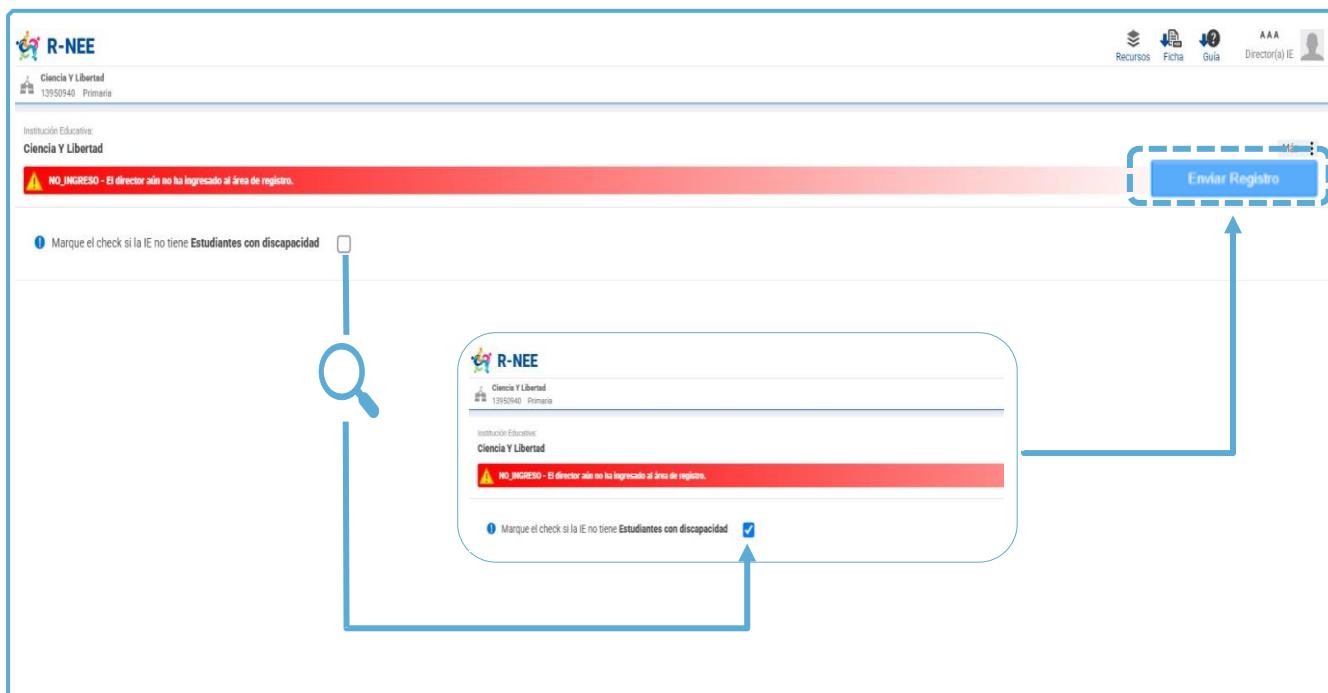 R-NEE
Recursos Ficha Guía
A A A
Director(a) IE
Ciencia Y Libertad
13950940 Primaria
Institución Educativa:
Ciencia Y Libertad
Más
NO_INGRESO - El director aún no ha ingresado al área de registro.
Enviar Registro
Marque el check si la IE no tiene Estudiantes con discapacidad
R-NEE
Ciencia Y Libertad
13950940 Primaria
Institución Educativa:
Ciencia Y Libertad
NO_INGRESO - El director aún no ha ingresado al área de registro.
Marque el check si la IE no tiene Estudiantes con discapacidad